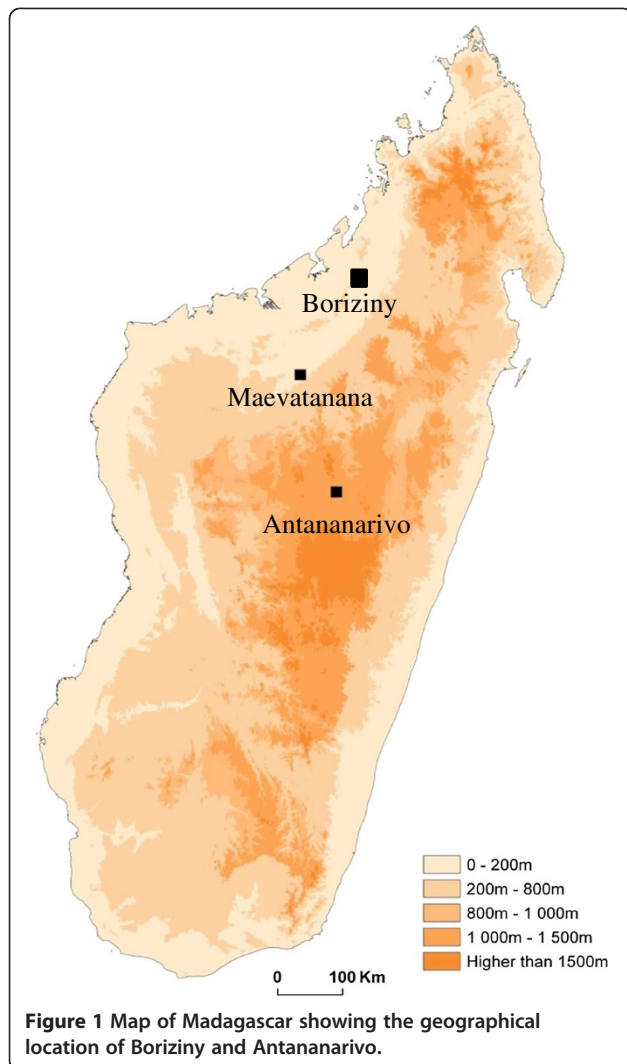 Boriziny
Maevatanana
Antananarivo
0 - 200m
200m - 800m
800m - 1 000m
1 000m - 1 500m
Higher than 1500m
0 100 Km
Figure 1 Map of Madagascar showing the geographical
location of Boriziny and Antananarivo.